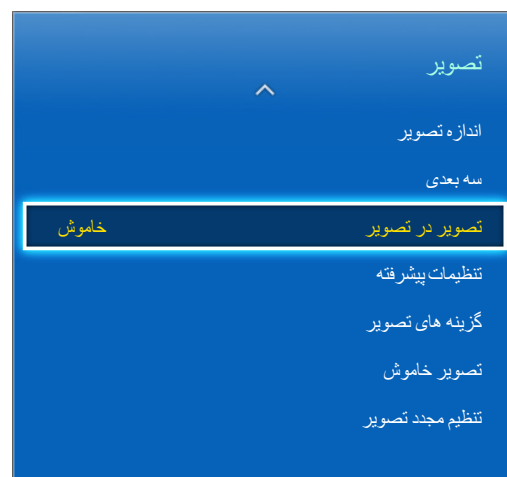 تصویر
اندازه تصویر
سه بعدی
تصویر در تصویر خاموش
تنظیمات پیشرفته
گزینه های تصویر
تصویر خاموش
تنظیم مجدد تصویر